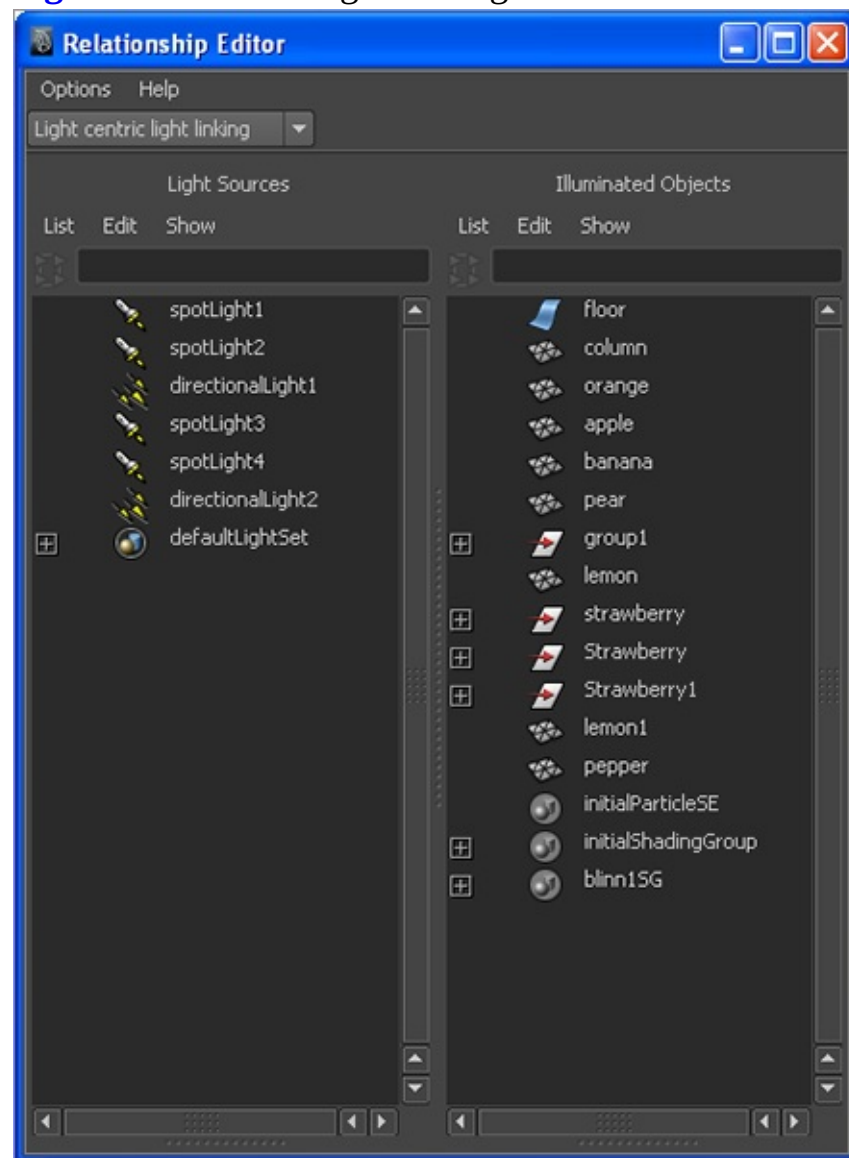 Relationship Editor
Options Help
Light centric light linking
Light Sources
List Edit Show
spotLight1
spotLight2
directionalLight1
spotLight3
spotLight4
directionalLight2
defaultLightSet
Illuminated Objects
List Edit Show
floor
column
orange
apple
banana
pear
group1
lemon
strawberry
Strawberry
Strawberry1
lemon1
pepper
initialParticleSE
initialShadingGroup
blinn1SG